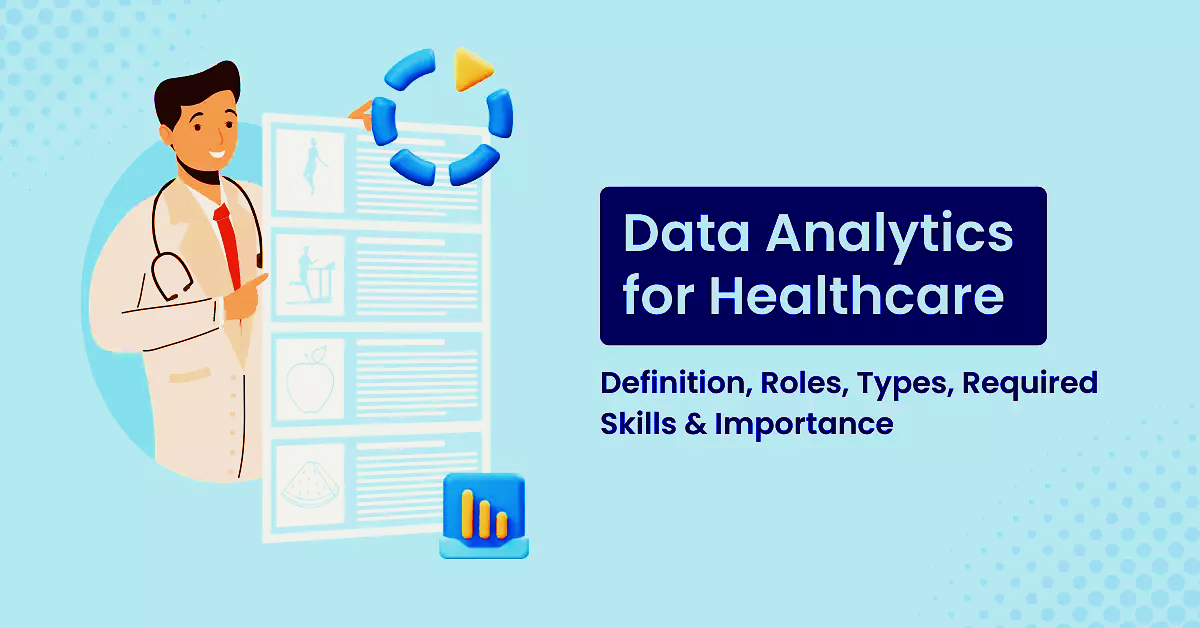 Data Analytics
for Healthcare
Definition, Roles, Types, Required
Skills & Importance